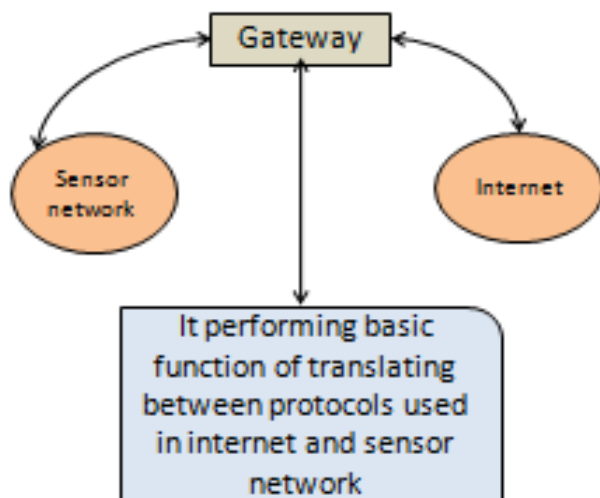 Gateway
Sensor
network
Internet
It performing basic
function of translating
between protocols used
in internet and sensor
network